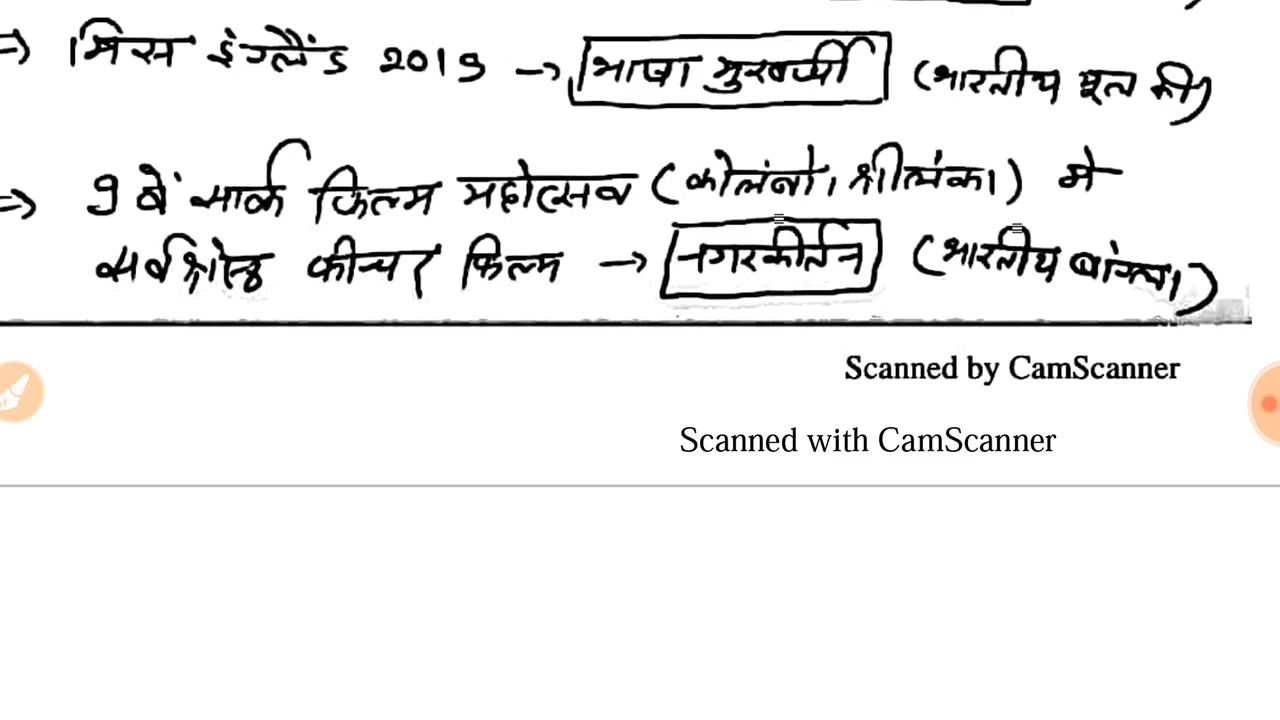 => मिस इंग्लैंड 2019 → भाषा मुखर्जी (भारतीय मूल की)
=> 9 वें सार्क फिल्म महोत्सव (कोलंबो, श्रीलंका) में
सर्वश्रेष्ठ फीचर फिल्म → नगरकीर्तन (भारतीय बांग्ला)
Scanned by CamScanner
Scanned with CamScanner